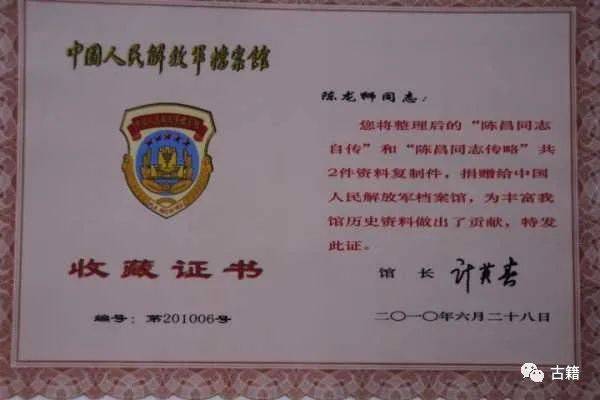 中国人民解放军档案馆
收藏证书
编号：第201006号
陈龙狮同志：
您将整理后的“陈昌同志
自传”和“陈昌同志传略”共
2件资料复制件，捐赠给中国
人民解放军档案馆，为丰富我
馆历史资料做出了贡献，特发
此证。
馆 长
二〇一〇年六月二十八日
古籍